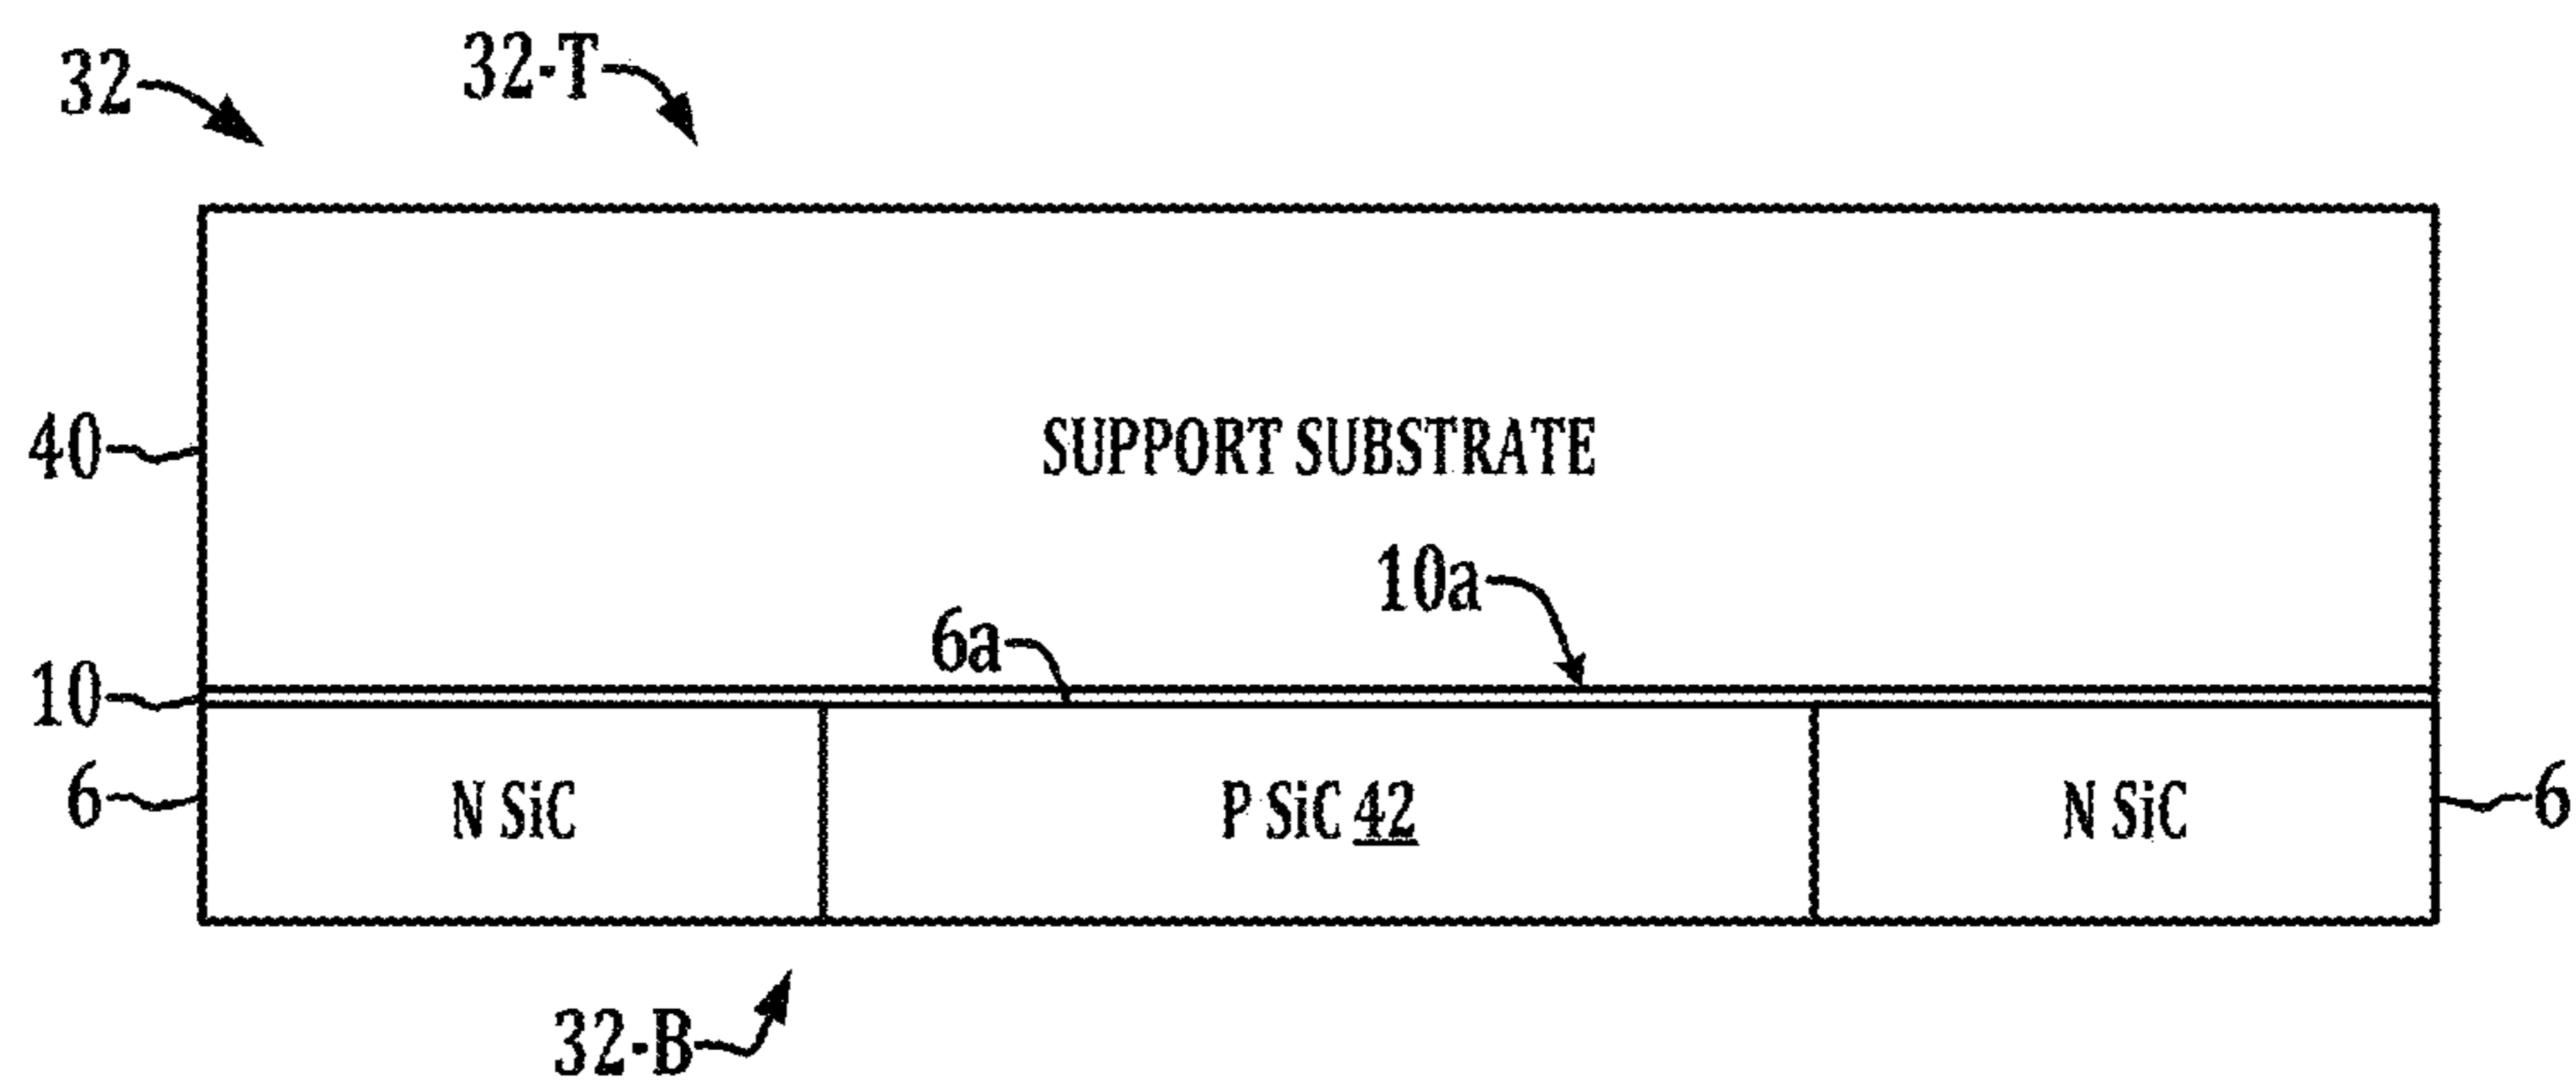 32
32-T
40
SUPPORT SUBSTRATE
10a
6a
10
6
N SiC
P SiC 42
N SiC
6
32-B